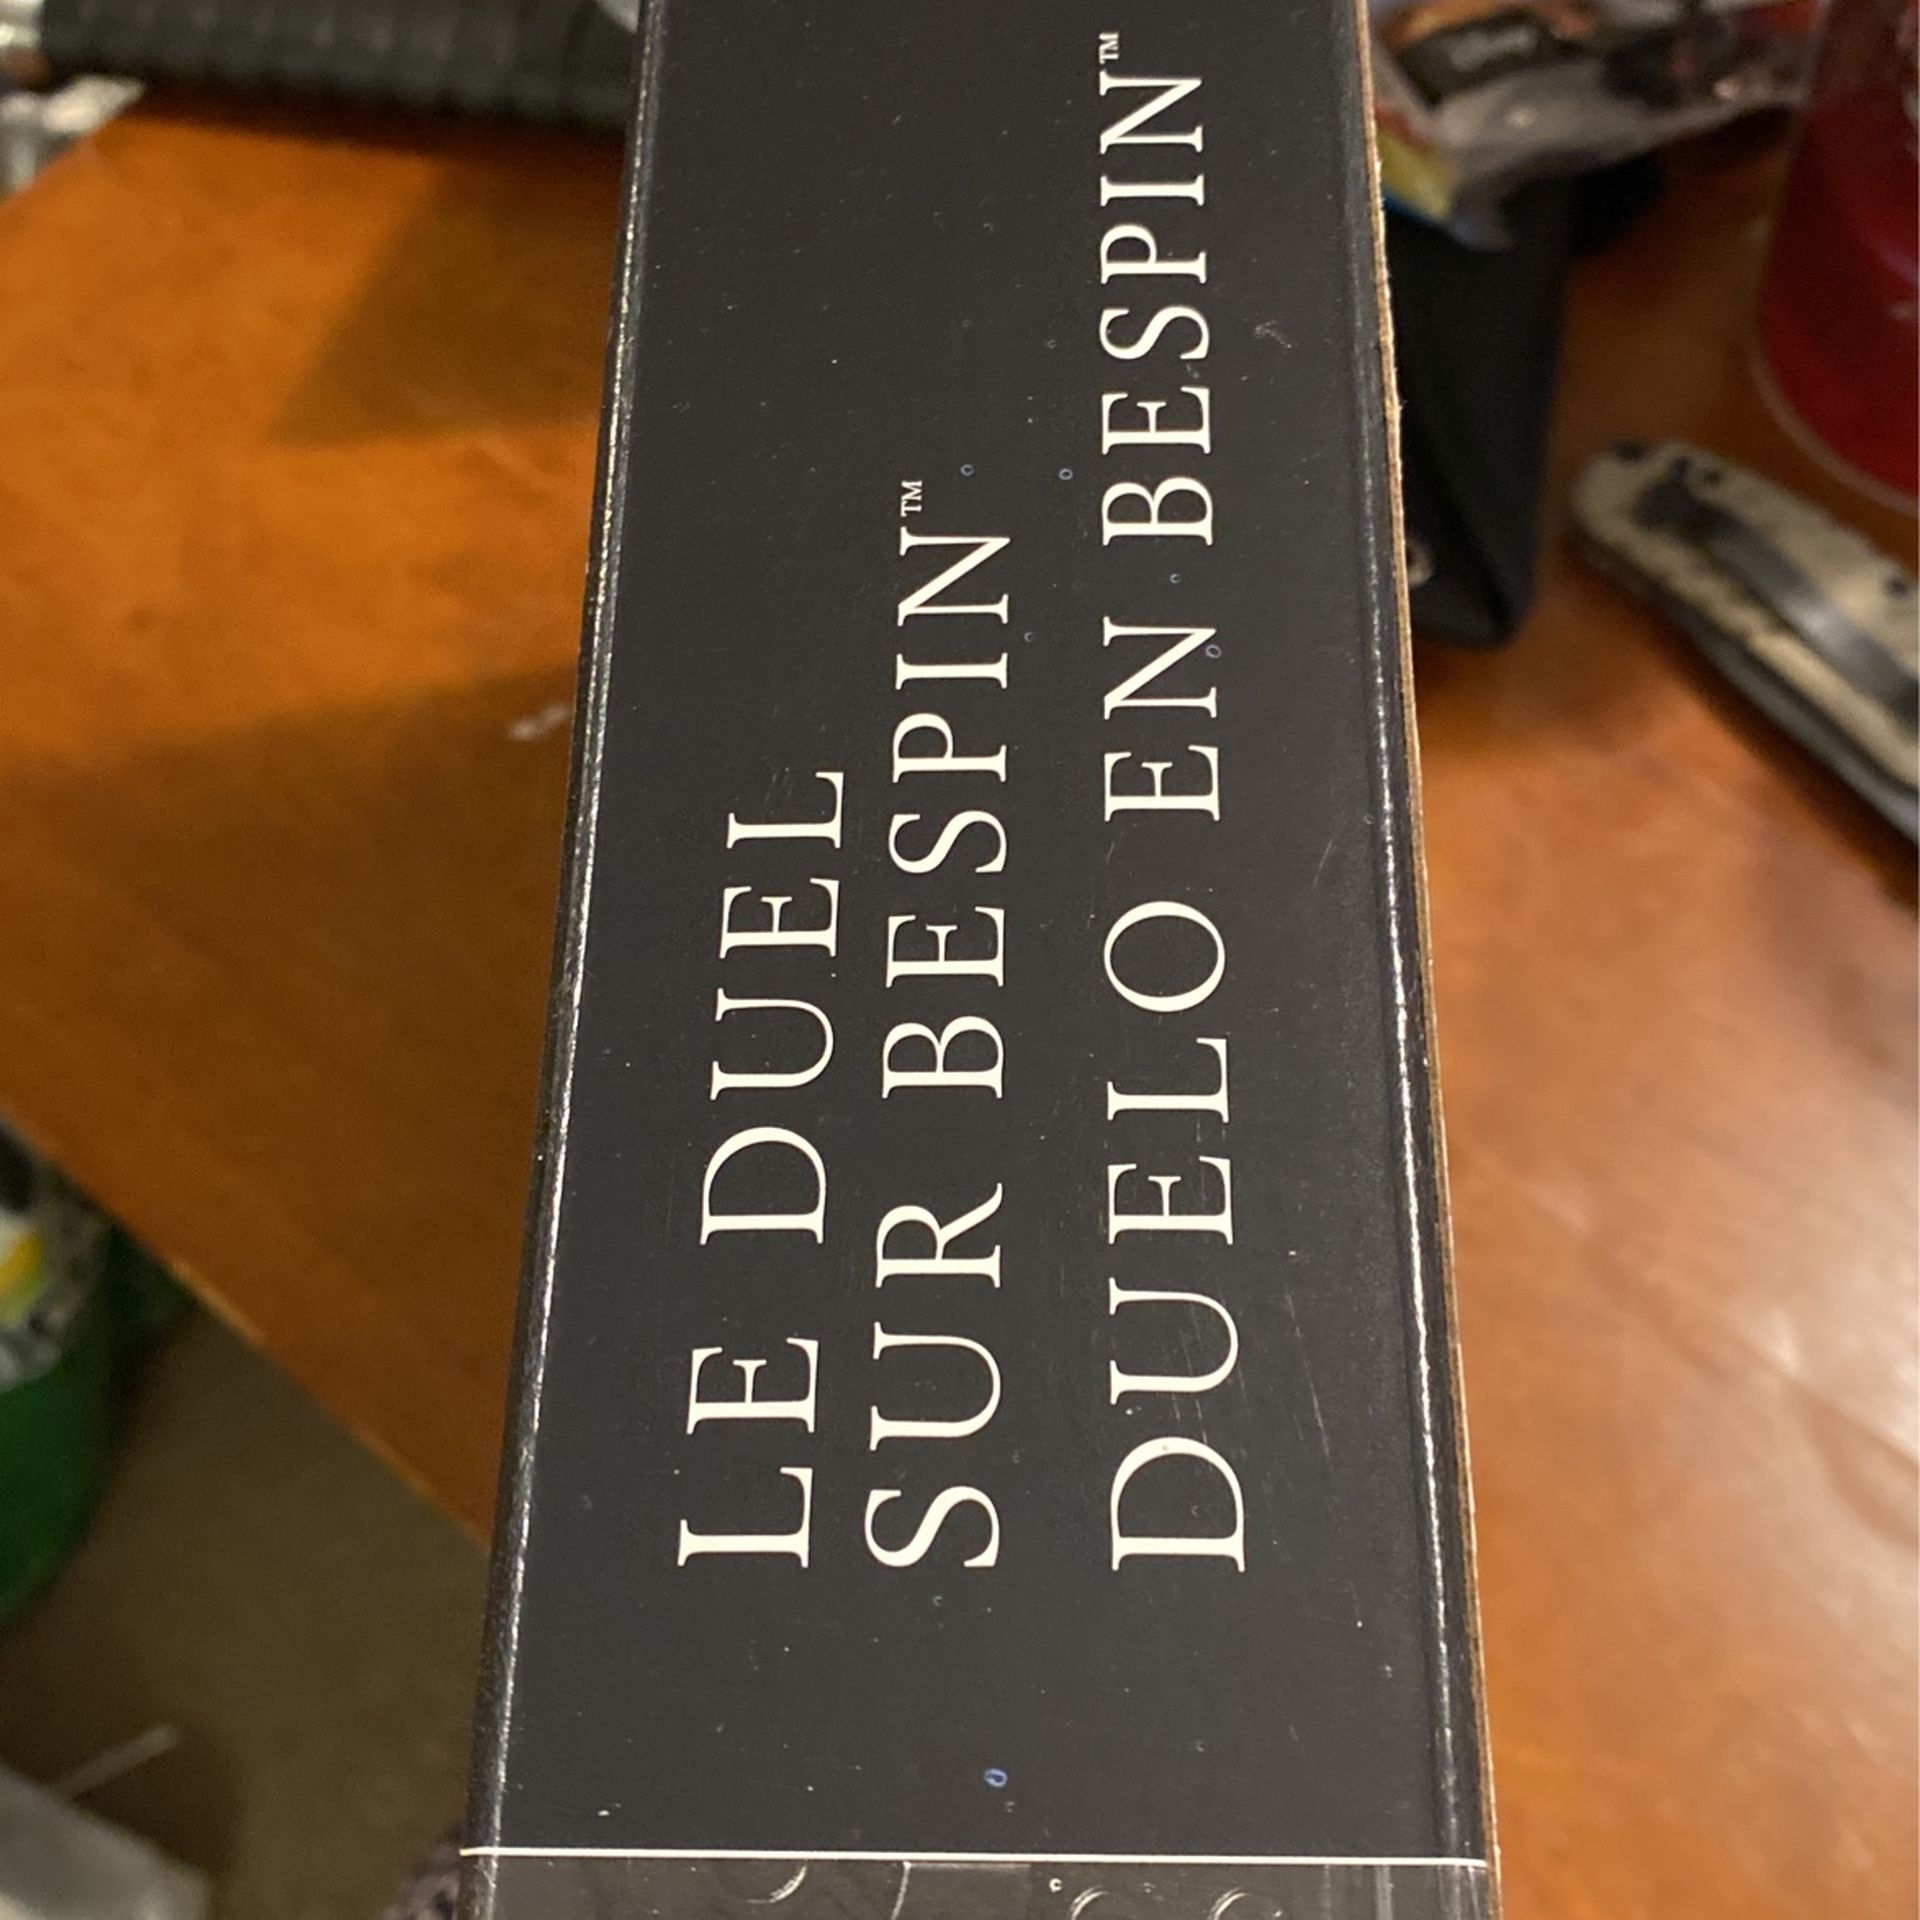 LE DUEL
SUR BESPIN™
DUELO EN BESPIN™